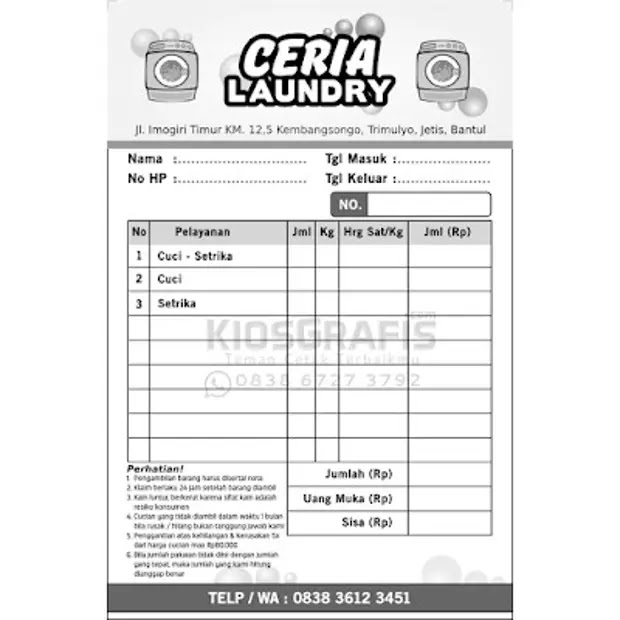 CERIA
LAUNDRY
Jl. Imogiri Timur KM. 12,5 Kembangsongo, Trimulyo, Jetis, Bantul
Nama :............................ Tgl Masuk :....................
No HP :............................ Tgl Keluar :....................
NO.
No Pelayanan Jml Kg Hrg Sat/Kg Jml (Rp)
1 Cuci - Setrika
2 Cuci
3 Setrika
KIOSGRAFIS.com
Teman Cetak Terbaikmu
0838 6727 3792
Jumlah (Rp)
Uang Muka (Rp)
Sisa (Rp)
Perhatian!
1. Pengambilan barang harus disertai nota
2. Klaim berlaku 24 jam setelah barang diambil
3. Kain luntur, berkerut karena sifat kain adalah
resiko konsumen
4. Cucian yang tidak diambil dalam waktu 1 bulan
bila rusak / hilang bukan tanggung jawab kami
5. Penggantian atas kehilangan & kerusakan 5x
dari harga cucian max Rp80.000
6. Bila jumlah pakaian tidak dite dengan jumlah
yang tepat, maka jumlah yang kami hitung
dianggap benar
TELP / WA : 0838 3612 3451